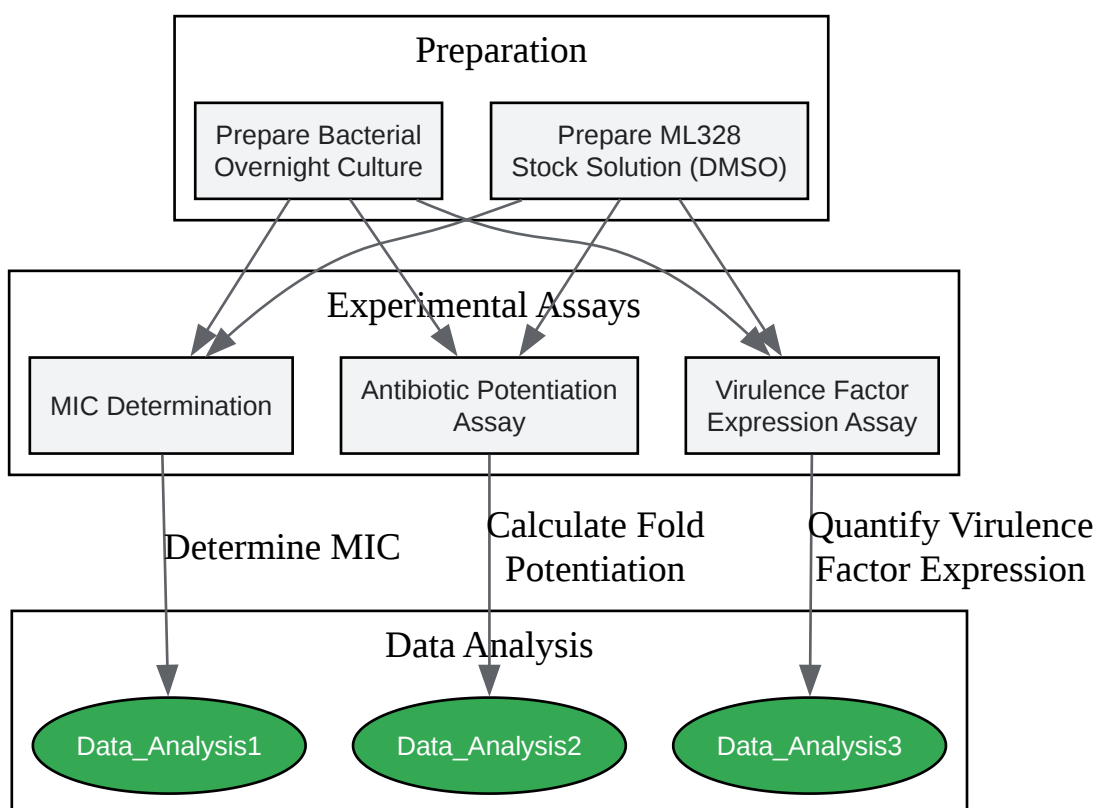 Preparation
Prepare Bacterial
Overnight Culture
Prepare ML328
Stock Solution (DMSO)
Experimental Assays
MIC Determination
Antibiotic Potentiation
Assay
Virulence Factor
Expression Assay
Determine MIC
Calculate Fold
Potentiation
Quantify Virulence
Factor Expression
Data Analysis
Data_Analysis1
Data_Analysis2
Data_Analysis3